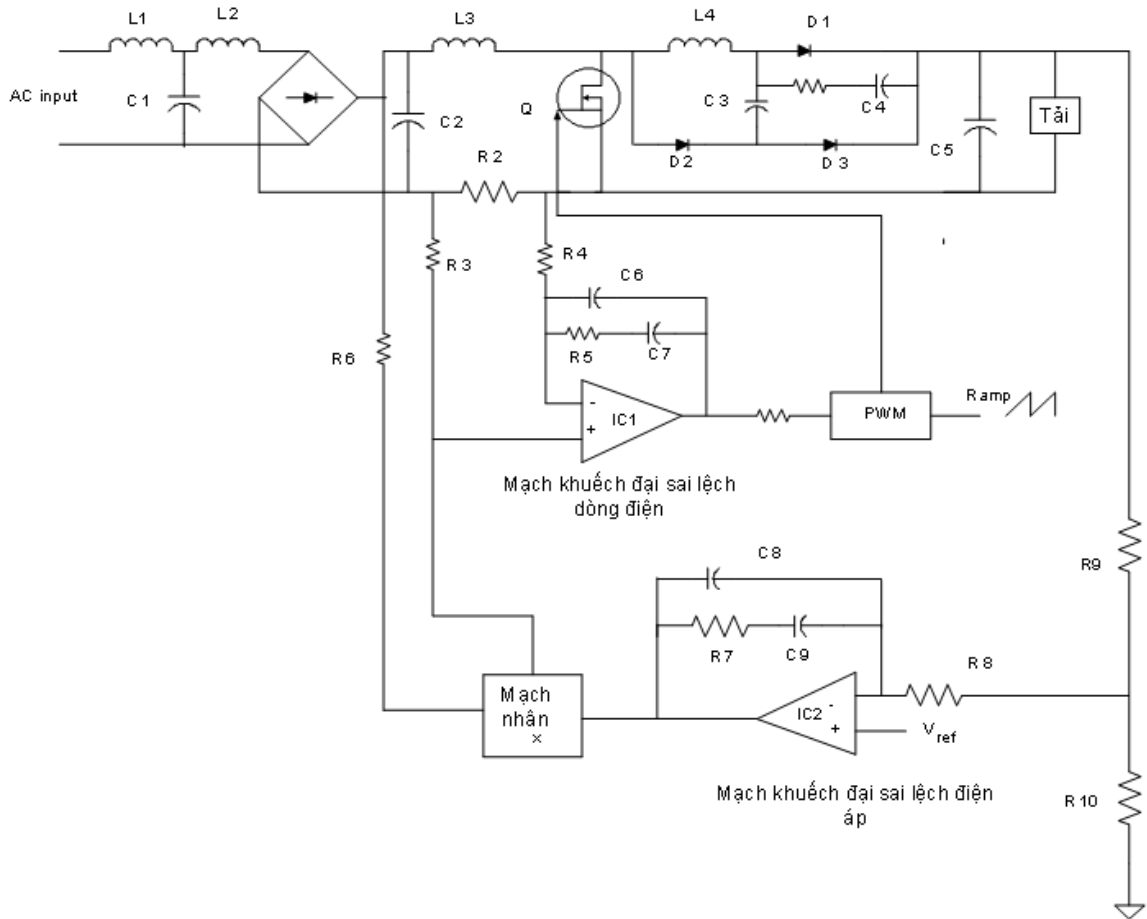 L1
L2
L3
L4
D1
AC input
C1
C2
Q
C3
C4
C5
Tải
R2
D2
D3
R3
R4
C6
R6
R5
C7
IC1
-
+
PWM
Ramp
Mạch khuếch đại sai lệch
dòng điện
C8
R9
R7
C9
R8
Mạch
nhân
×
IC2
-
+
Vref
Mạch khuếch đại sai lệch điện
áp
R10